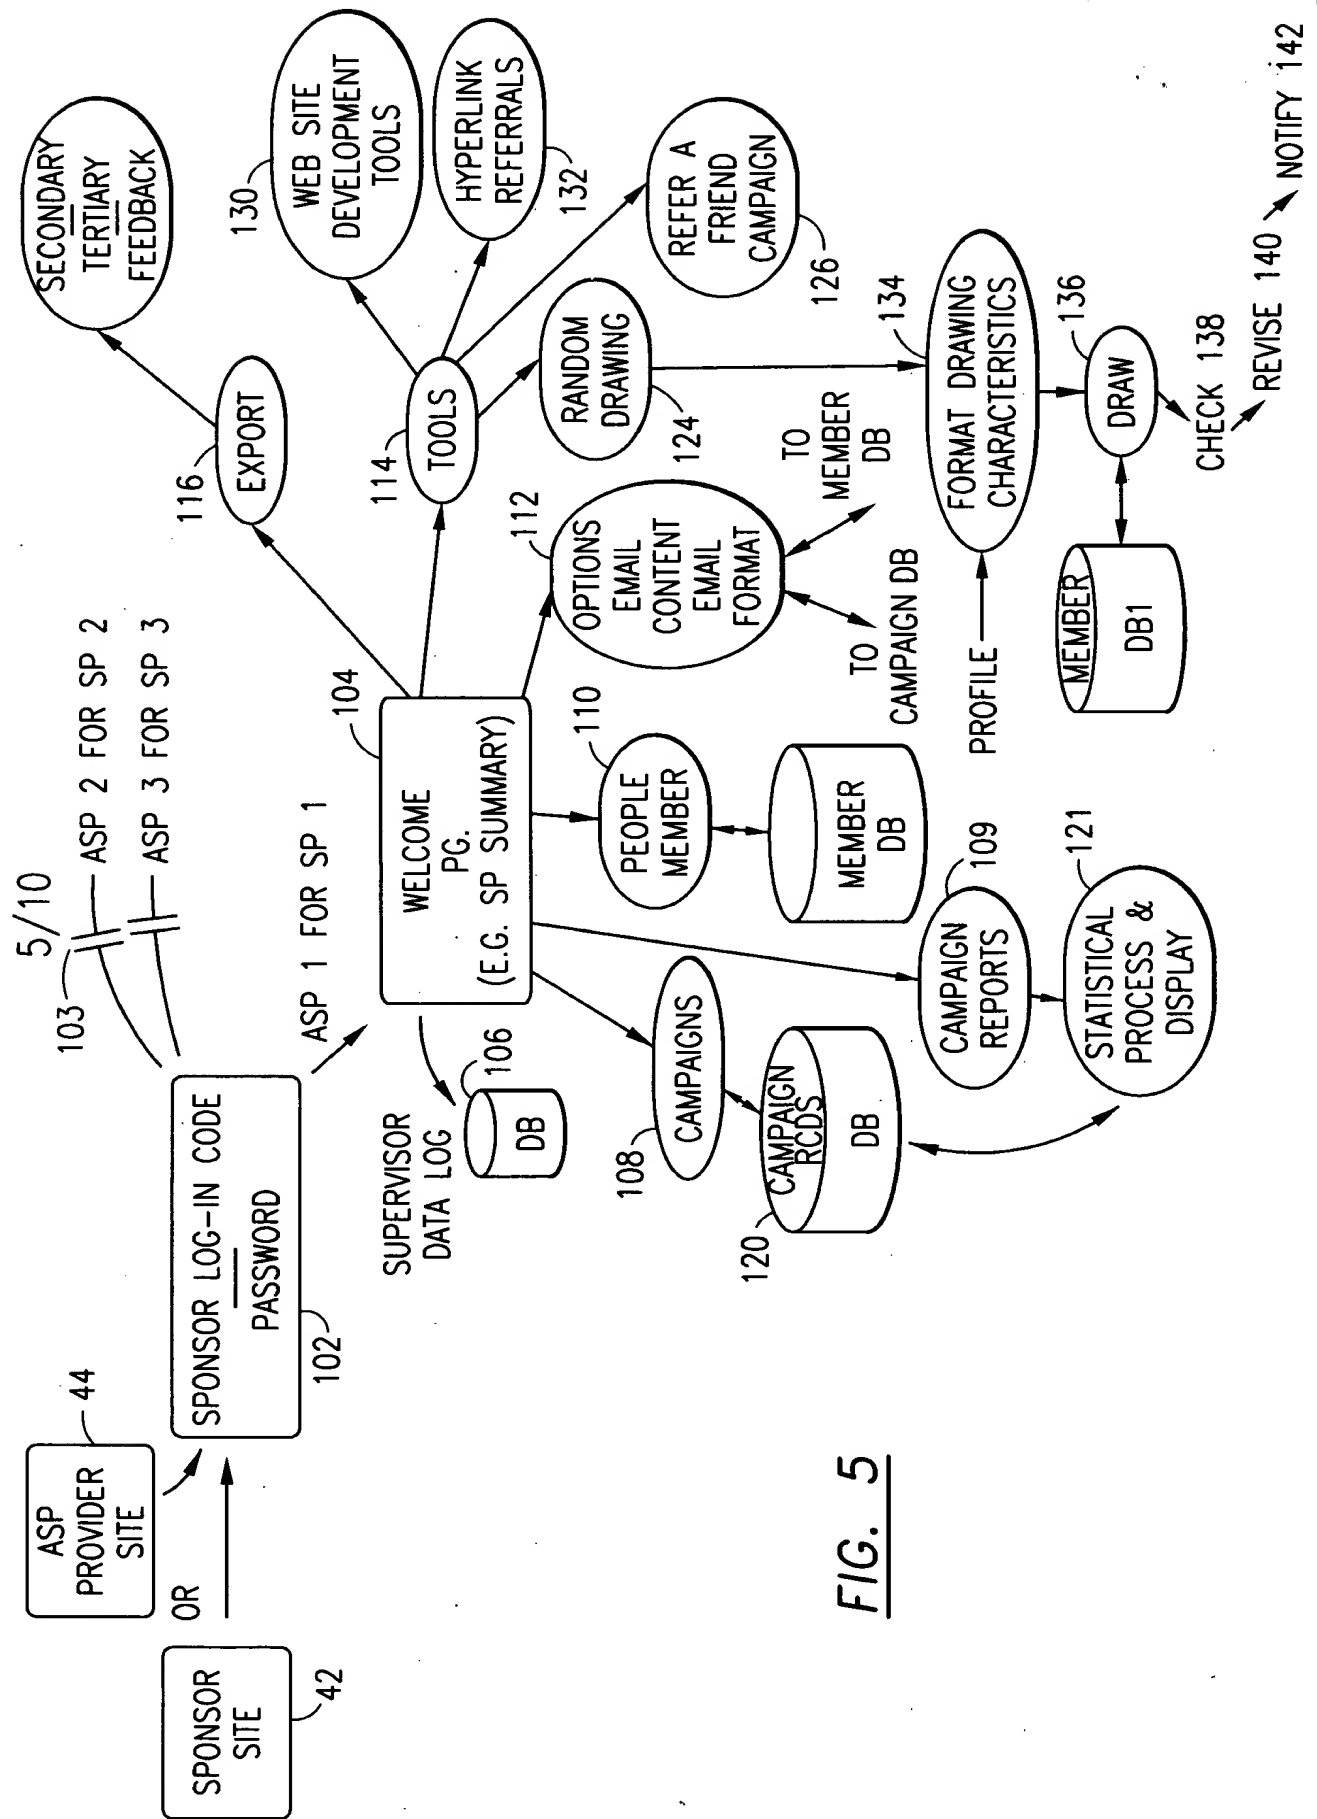 5/10
ASP
PROVIDER
SITE
44
OR
SPONSOR
SITE
42
SPONSOR LOG-IN CODE
PASSWORD
102
103
ASP 2 FOR SP 2
ASP 3 FOR SP 3
ASP 1 FOR SP 1
104
WELCOME
PG.
(E.G. SP SUMMARY)
SUPERVISOR
DATA LOG
106
DB
108
CAMPAIGNS
120
CAMPAIGN
RCDS
DB
CAMPAIGN
REPORTS
109
STATISTICAL
PROCESS &
DISPLAY
121
110
PEOPLE
MEMBER
MEMBER
DB
112
OPTIONS
EMAIL
CONTENT
EMAIL
FORMAT
TO
CAMPAIGN DB
TO
MEMBER
DB
116
EXPORT
SECONDARY
TERTIARY
FEEDBACK
114
TOOLS
130
WEB SITE
DEVELOPMENT
TOOLS
HYPERLINK
REFERRALS
132
REFER A
FRIEND
CAMPAIGN
126
RANDOM
DRAWING
124
134
FORMAT DRAWING
CHARACTERISTICS
PROFILE
136
DRAW
MEMBER
DB1
CHECK 138
REVISE 140
NOTIFY 142
FIG. 5